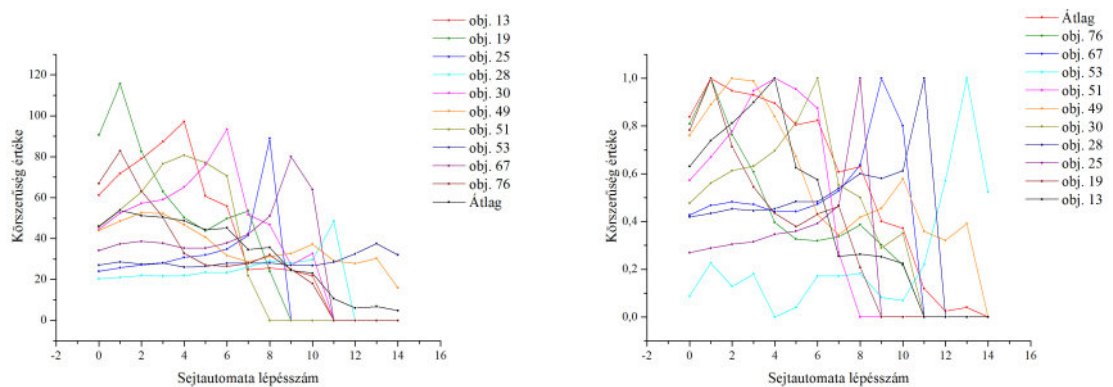 obj. 13
obj. 19
obj. 25
obj. 28
obj. 30
obj. 49
obj. 51
obj. 53
obj. 67
obj. 76
Átlag
Körszerűség értéke
120
100
80
60
40
20
0
-2 0 2 4 6 8 10 12 14 16
Sejtautomata lépésszám
Átlag
obj. 76
obj. 67
obj. 53
obj. 51
obj. 49
obj. 30
obj. 28
obj. 25
obj. 19
obj. 13
Körszerűség értéke
1,0
0,8
0,6
0,4
0,2
0,0
-2 0 2 4 6 8 10 12 14 16
Sejtautomata lépésszám